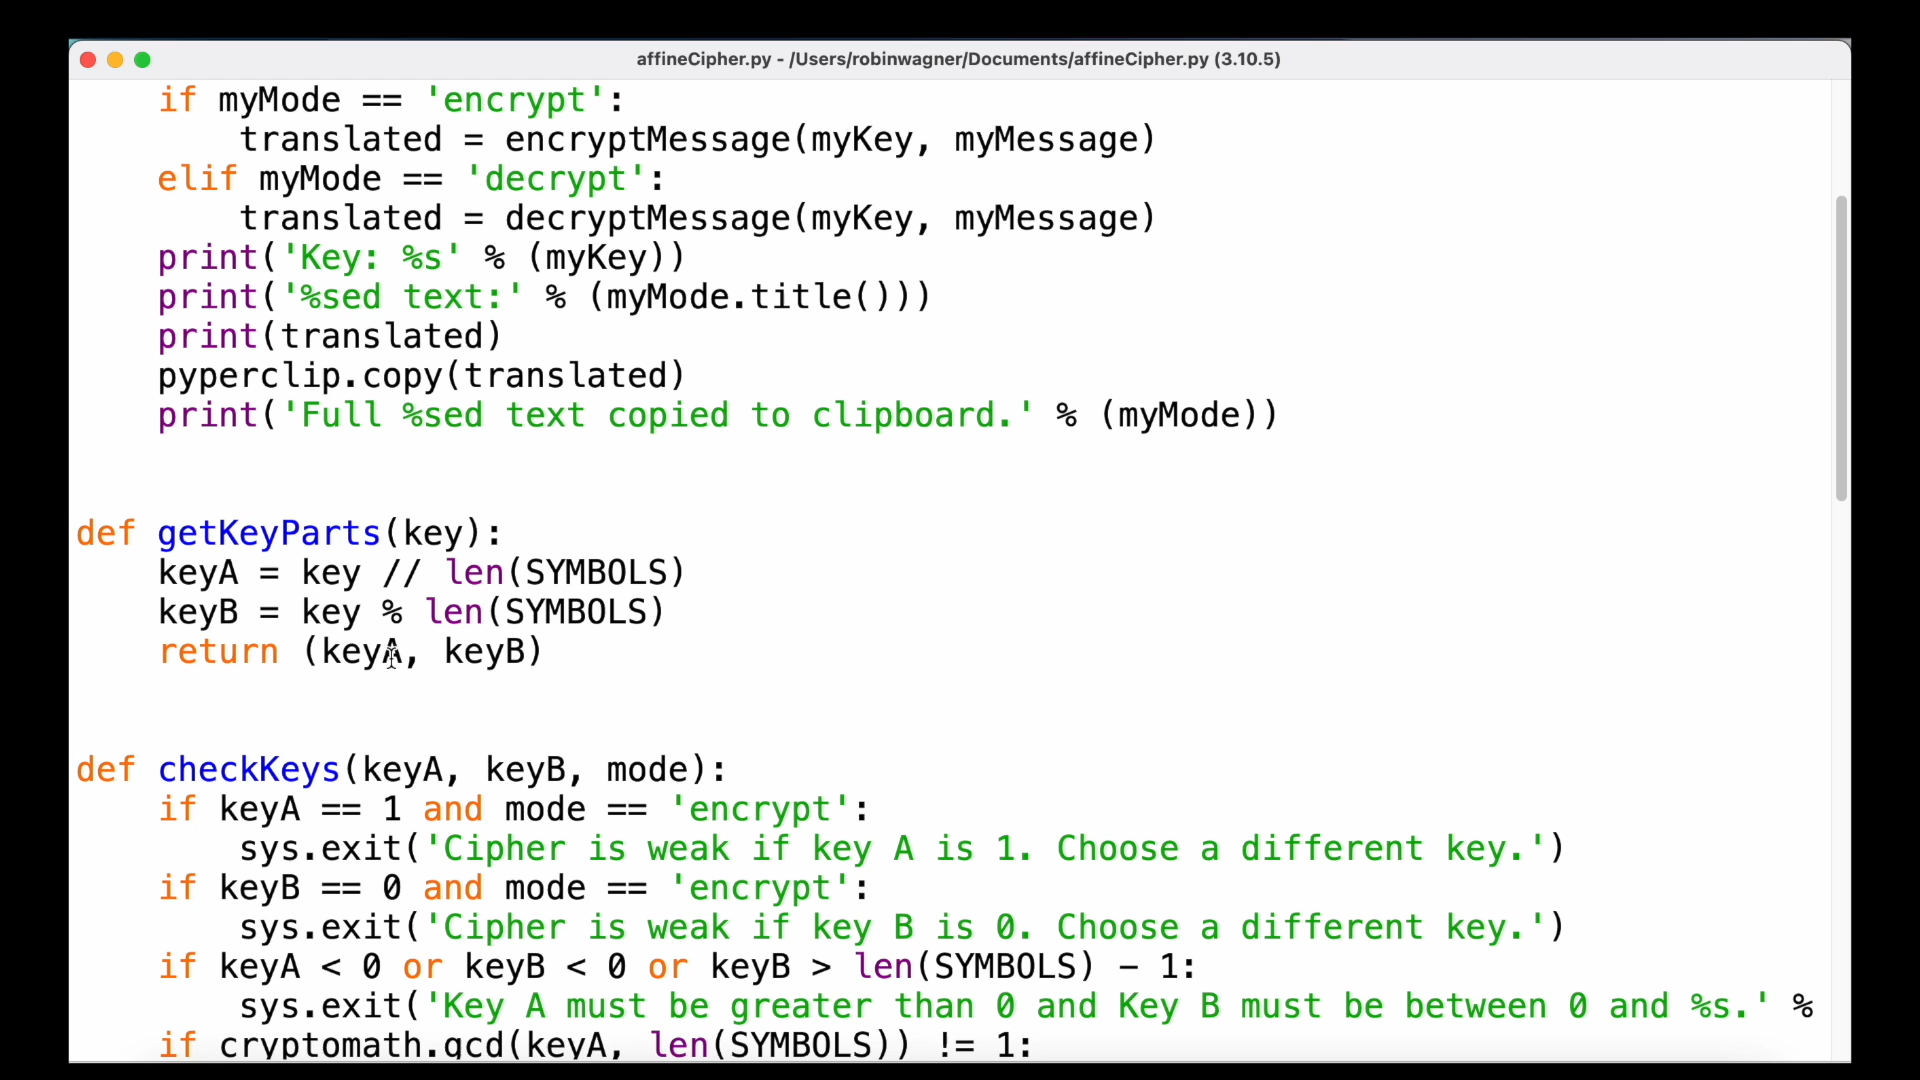 affineCipher.py - /Users/robinwagner/Documents/affineCipher.py (3.10.5)
if myMode == 'encrypt':
translated = encryptMessage(myKey, myMessage)
elif myMode == 'decrypt':
translated = decryptMessage(myKey, myMessage)
print('Key: %s' % (myKey))
print('%sed text:' % (myMode.title()))
print(translated)
pyperclip.copy(translated)
print('Full %sed text copied to clipboard.' % (myMode))
def getKeyParts(key):
keyA = key // len(SYMBOLS)
keyB = key % len(SYMBOLS)
return (keyA, keyB)
def checkKeys(keyA, keyB, mode):
if keyA == 1 and mode == 'encrypt':
sys.exit('Cipher is weak if key A is 1. Choose a different key.')
if keyB == 0 and mode == 'encrypt':
sys.exit('Cipher is weak if key B is 0. Choose a different key.')
if keyA < 0 or keyB < 0 or keyB > len(SYMBOLS) - 1:
sys.exit('Key A must be greater than 0 and Key B must be between 0 and %s.' %
if cryptomath.gcd(keyA, len(SYMBOLS)) != 1: